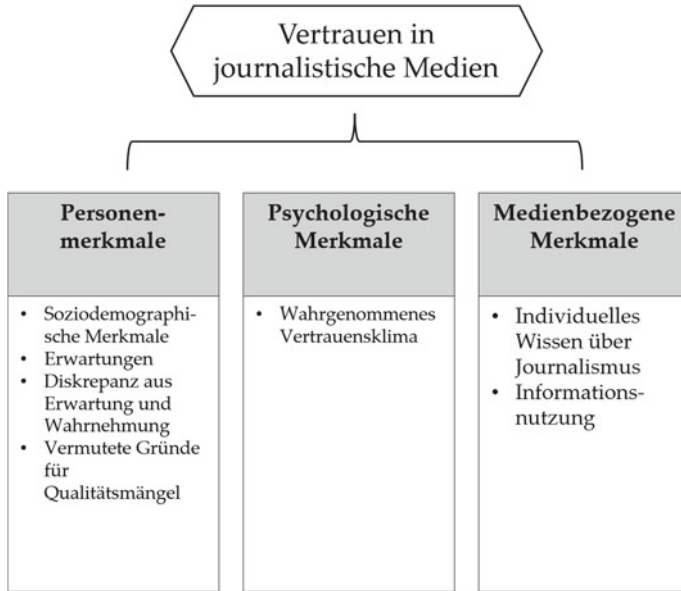 Vertrauen in
journalistische Medien
Personen-
merkmale
• Soziodemographi-
sche Merkmale
• Erwartungen
• Diskrepanz aus
Erwartung und
Wahrnehmung
• Vermutete Gründe
für
Qualitätsmängel
Psychologische
Merkmale
• Wahrgenommenes
Vertrauensklima
Medienbezogene
Merkmale
• Individuelles
Wissen über
Journalismus
• Informations-
nutzung